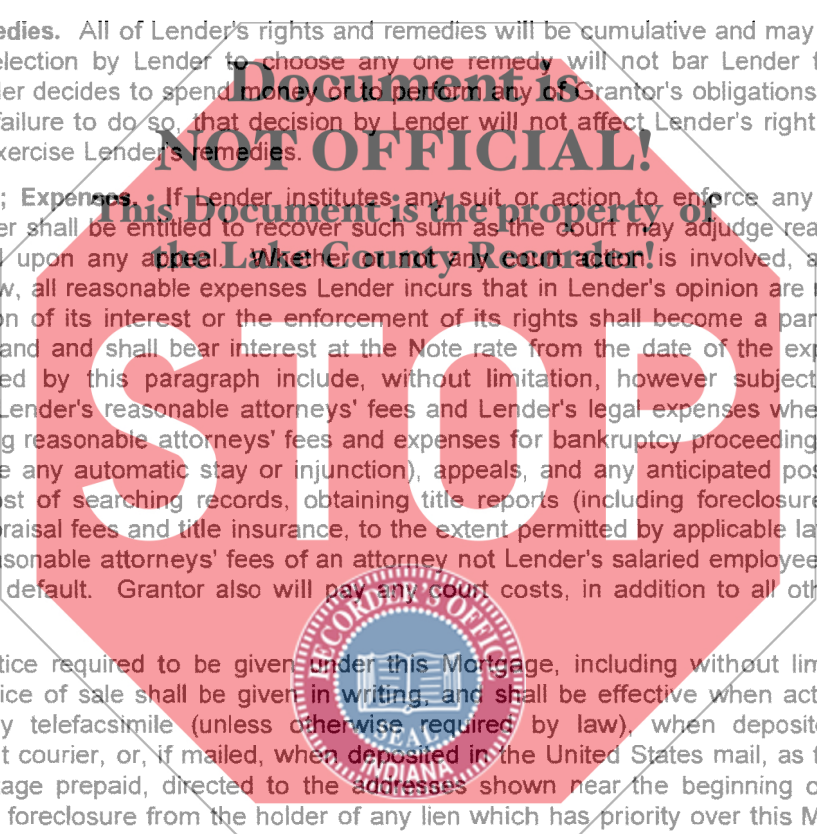 edies. All of Lender's rights and remedies will be cumulative and may
election by Lender to choose any one remedy will not bar Lender
Document is
er decides to spend money or to perform any of Grantor's obligations
failure to do so, that decision by Lender will not affect Lender's right
NOT OFFICIAL!
xercise Lender's remedies.
; Expenses. If Lender institutes any suit or action to enforce any
This Document is the property of
er shall be entitled to recover such sum as the court may adjudge rea
the Lake County Recorder!
upon any appeal. Whether or not any court action is involved, a
w, all reasonable expenses Lender incurs that in Lender's opinion are
on of its interest or the enforcement of its rights shall become a par
and and shall bear interest at the Note rate from the date of the exp
ed by this paragraph include, without limitation, however subject
Lender's reasonable attorneys' fees and Lender's legal expenses whe
STOP
g reasonable attorneys' fees and expenses for bankruptcy proceeding
e any automatic stay or injunction), appeals, and any anticipated pos
ost of searching records, obtaining title reports (including foreclosure
raisal fees and title insurance, to the extent permitted by applicable la
asonable attorneys' fees of an attorney not Lender's salaried employee
default. Grantor also will pay any court costs, in addition to all oth
RECORDER'S OFFICE
tice required to be given under this Mortgage, including without lim
ice of sale shall be given in writing, and shall be effective when act
y telefacsimile (unless otherwise required by law), when deposit
SEAL
t courier, or, if mailed, when deposited in the United States mail, as
INDIANA
age prepaid, directed to the addresses shown near the beginning
foreclosure from the holder of any lien which has priority over this M